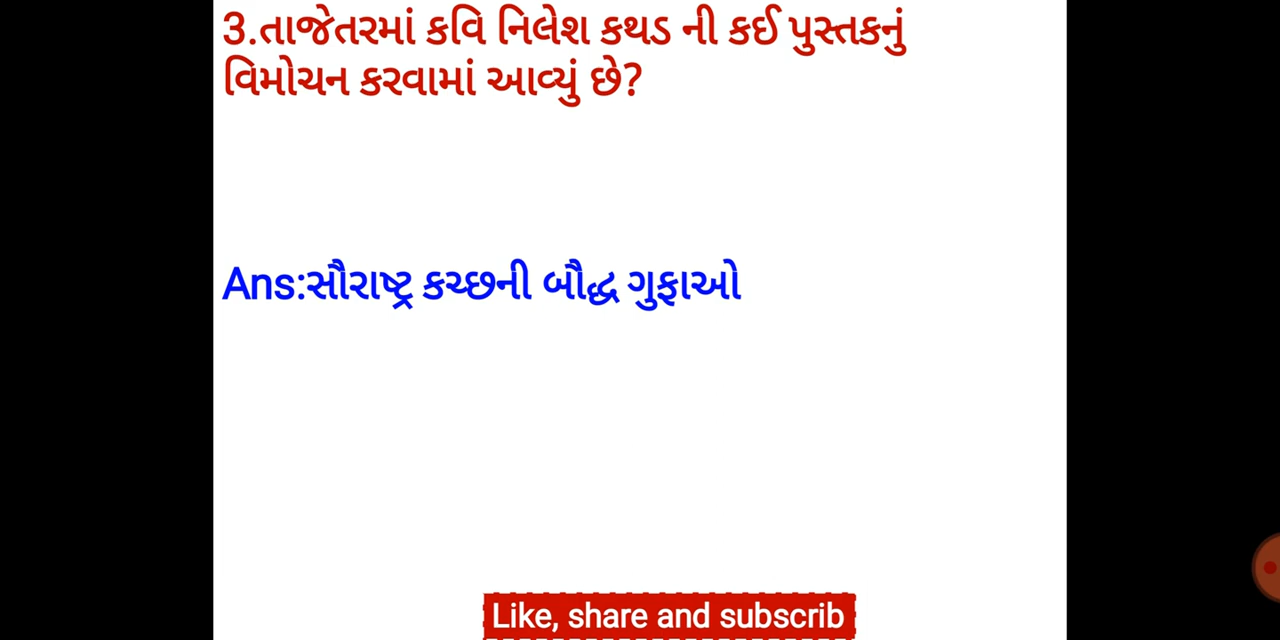 3.તાજેતરમાં કવિ નિલેશ કથડ ની કઈ પુસ્તકનું
વિમોચન કરવામાં આવ્યું છે?
Ans:સૌરાષ્ટ્ર કચ્છની બૌદ્ધ ગુફાઓ
Like, share and subscrib